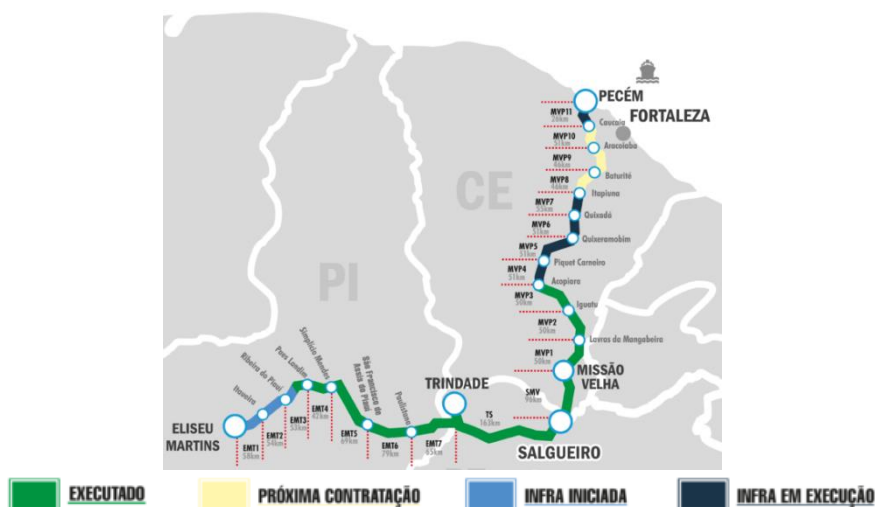 PECÉM
FORTALEZA
MVP11
26km
Caucaia
MVP10
51km
Aracoiaba
MVP9
46km
Baturité
MVP8
46km
Itapiuna
MVP7
55km
Quixadá
MVP6
51km
Quixeramobim
MVP5
51km
Piquet Carneiro
MVP4
51km
Acopiara
MVP3
50km
Iguatu
MVP2
50km
Lavras da Mangabeira
MVP1
50km
MISSÃO
VELHA
SMV
96km
SALGUEIRO
CE
PI
TRINDADE
TS
163km
ELISEU
MARTINS
Itaueira
Ribeira do Piauí
Paes Landim
Simplício Mendes
São Francisco de
Assis do Piauí
Paulistana
EMT1
58km
EMT2
54km
EMT3
53km
EMT4
42km
EMT5
69km
EMT6
79km
EMT7
65km
EXECUTADO
PRÓXIMA CONTRATAÇÃO
INFRA INICIADA
INFRA EM EXECUÇÃO